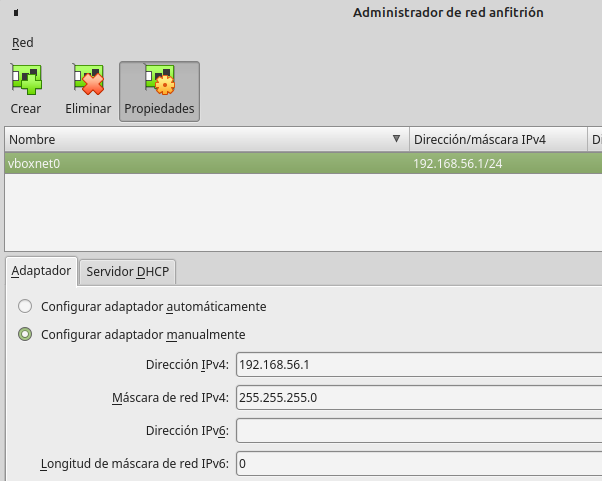 Administrador de red anfitrión
Red
Crear Eliminar Propiedades
Nombre Dirección/máscara IPv4
vboxnet0 192.168.56.1/24
Adaptador Servidor DHCP
Configurar adaptador automáticamente
Configurar adaptador manualmente
Dirección IPv4: 192.168.56.1
Máscara de red IPv4: 255.255.255.0
Dirección IPv6:
Longitud de máscara de red IPv6: 0